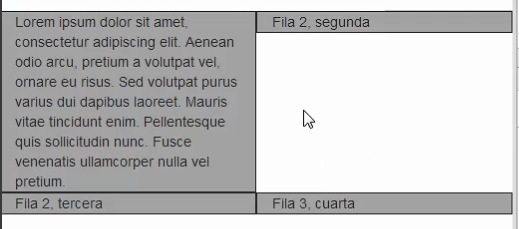 Lorem ipsum dolor sit amet,
consectetur adipiscing elit. Aenean
odio arcu, pretium a volutpat vel,
ornare eu risus. Sed volutpat purus
varius dui dapibus laoreet. Mauris
vitae tincidunt enim. Pellentesque
quis sollicitudin nunc. Fusce
venenatis ullamcorper nulla vel
pretium.
Fila 2, segunda
Fila 2, tercera
Fila 3, cuarta